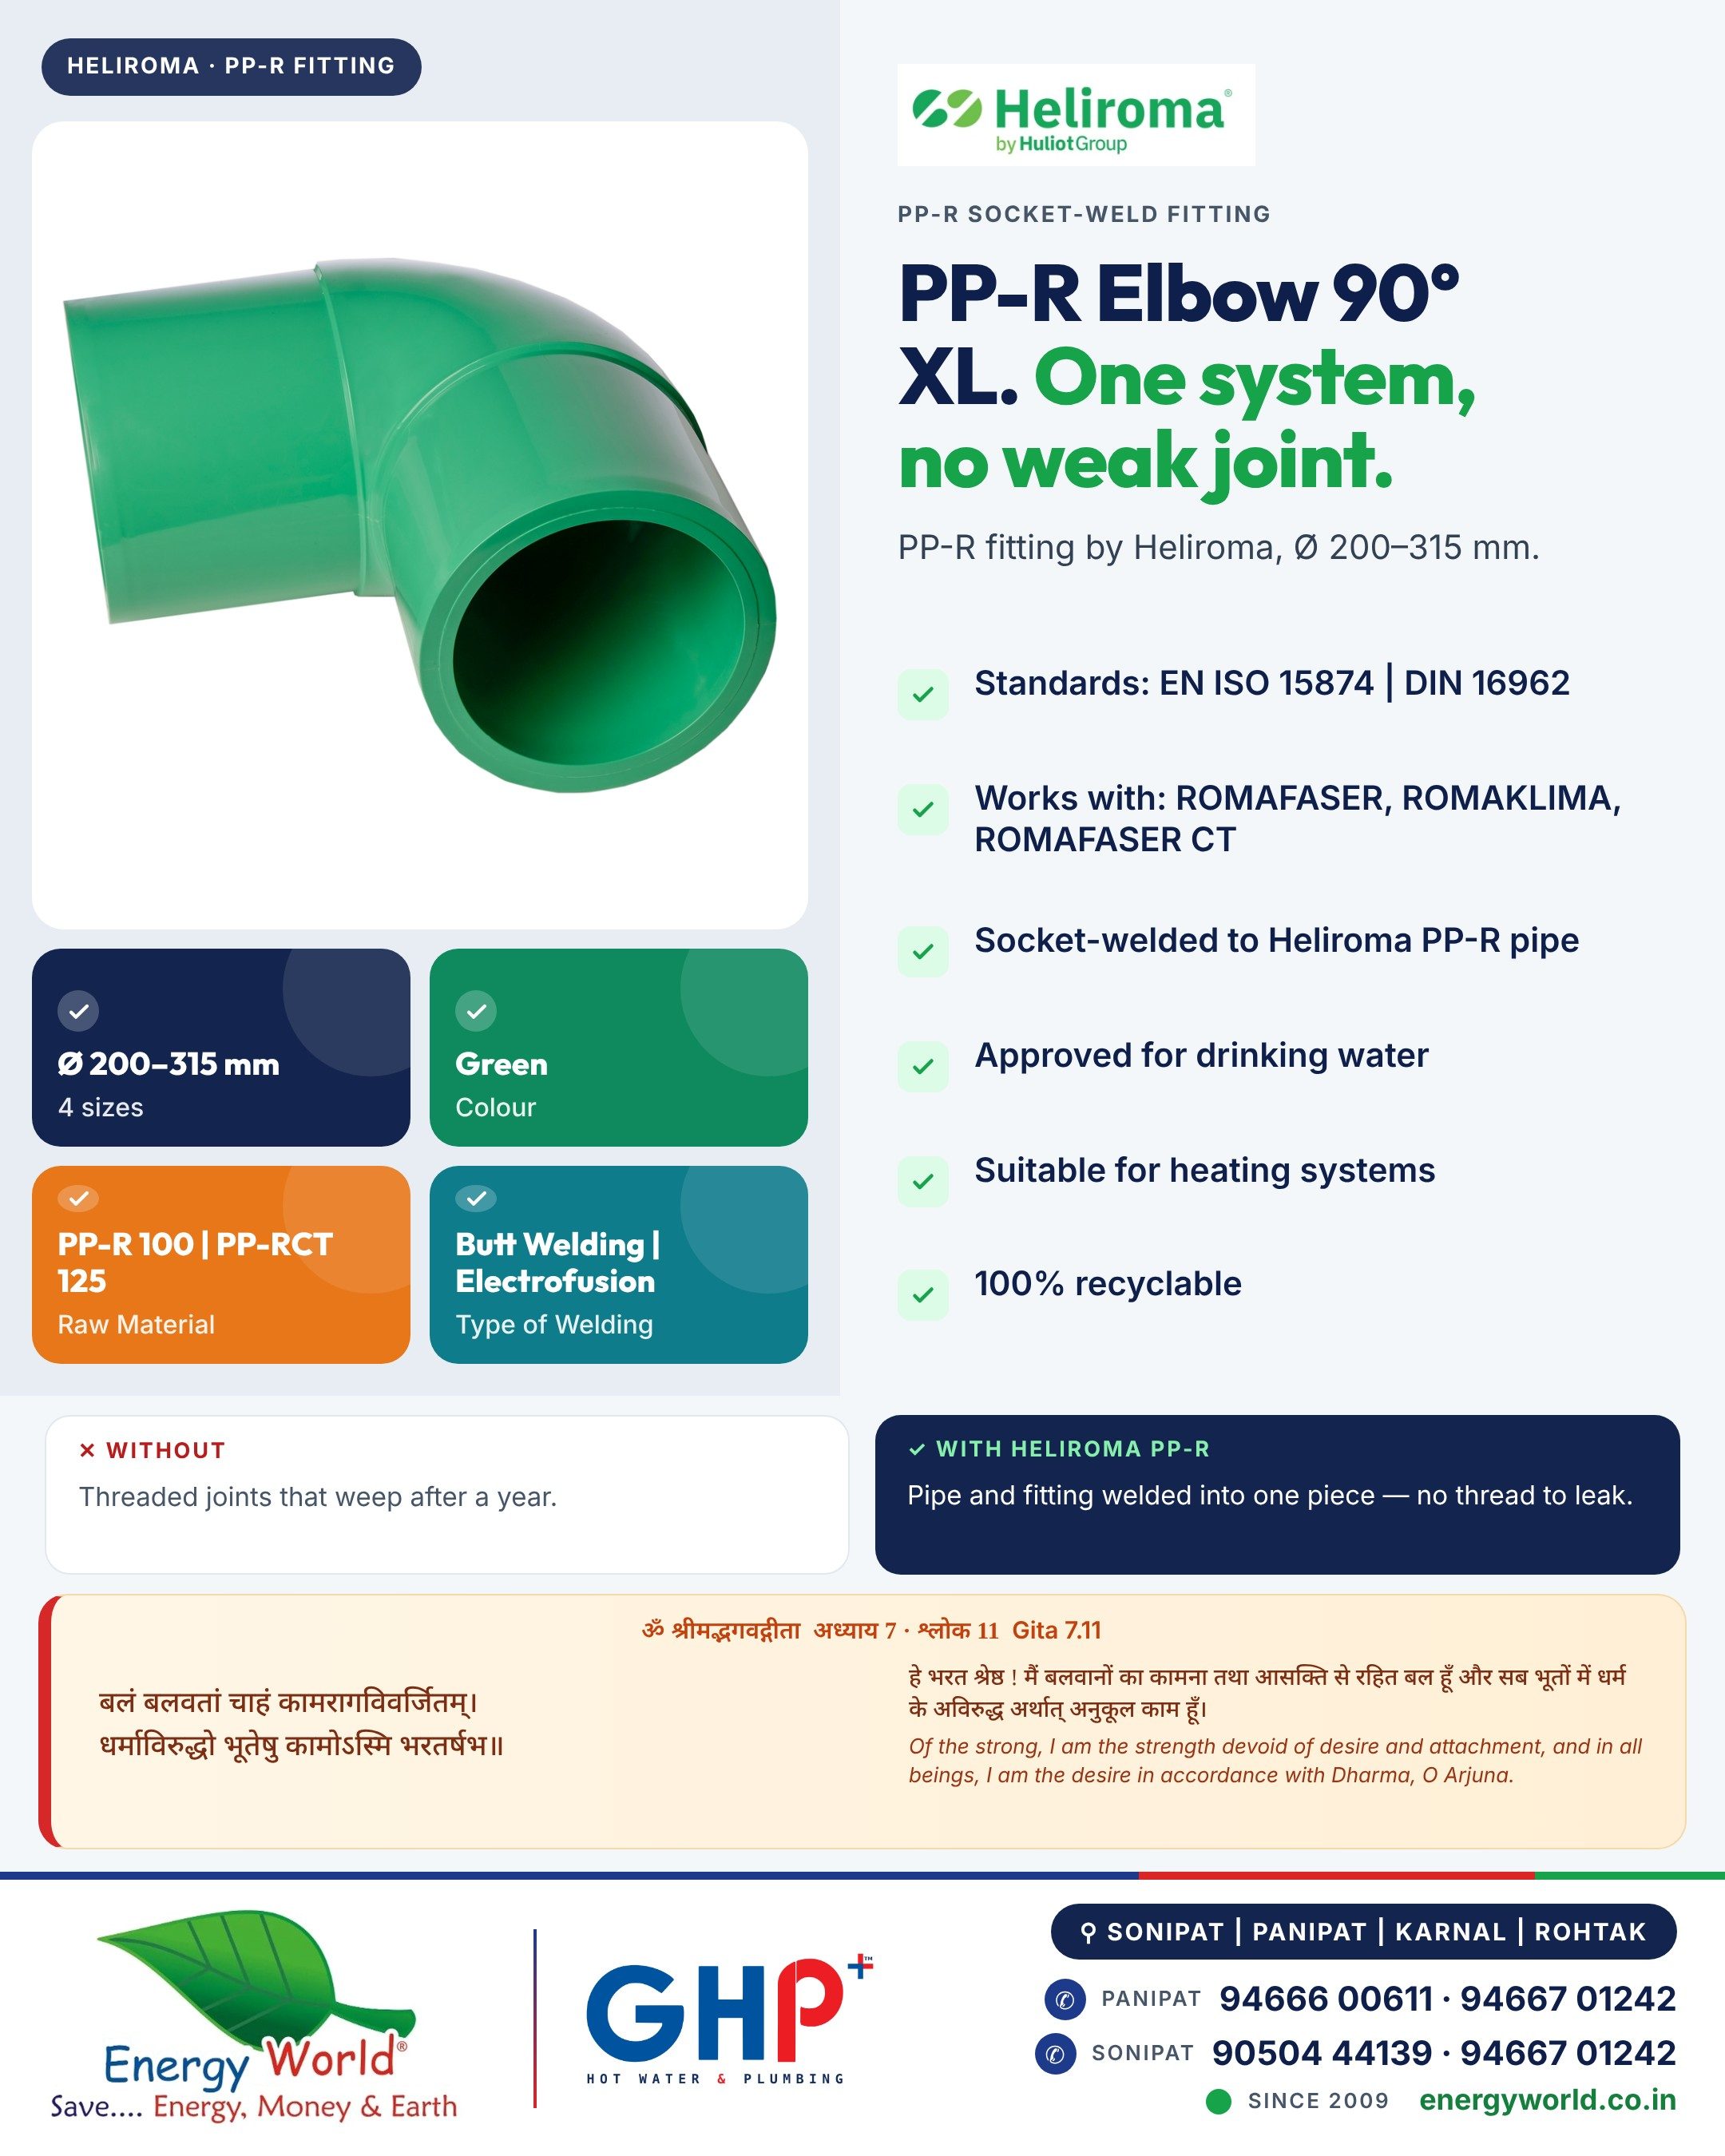 HELIROMA · PP-R FITTING
Heliroma®
by HuliotGroup
PP-R SOCKET-WELD FITTING
PP-R Elbow 90°
XL. One system,
no weak joint.
PP-R fitting by Heliroma, Ø 200–315 mm.
Standards: EN ISO 15874 | DIN 16962
Works with: ROMAFASER, ROMAKLIMA,
ROMAFASER CT
Socket-welded to Heliroma PP-R pipe
Approved for drinking water
Suitable for heating systems
100% recyclable
Ø 200–315 mm
4 sizes
Green
Colour
PP-R 100 | PP-RCT
125
Raw Material
Butt Welding |
Electrofusion
Type of Welding
✕ WITHOUT
Threaded joints that weep after a year.
✓ WITH HELIROMA PP-R
Pipe and fitting welded into one piece — no thread to leak.
ॐ श्रीमद्भगवद्गीता अध्याय 7 · श्लोक 11 Gita 7.11
बलं बलवतां चाहं कामरागविवर्जितम्।
धर्माविरुद्धो भूतेषु कामोऽस्मि भरतर्षभ॥
हे भरत श्रेष्ठ ! मैं बलवानों का कामना तथा आसक्ति से रहित बल हूँ और सब भूतों में धर्म
के अविरुद्ध अर्थात् अनुकूल काम हूँ।
Of the strong, I am the strength devoid of desire and attachment, and in all
beings, I am the desire in accordance with Dharma, O Arjuna.
Energy World®
Save.... Energy, Money & Earth
GHP+™
HOT WATER & PLUMBING
SONIPAT | PANIPAT | KARNAL | ROHTAK
PANIPAT 94666 00611 · 94667 01242
SONIPAT 90504 44139 · 94667 01242
SINCE 2009 energyworld.co.in